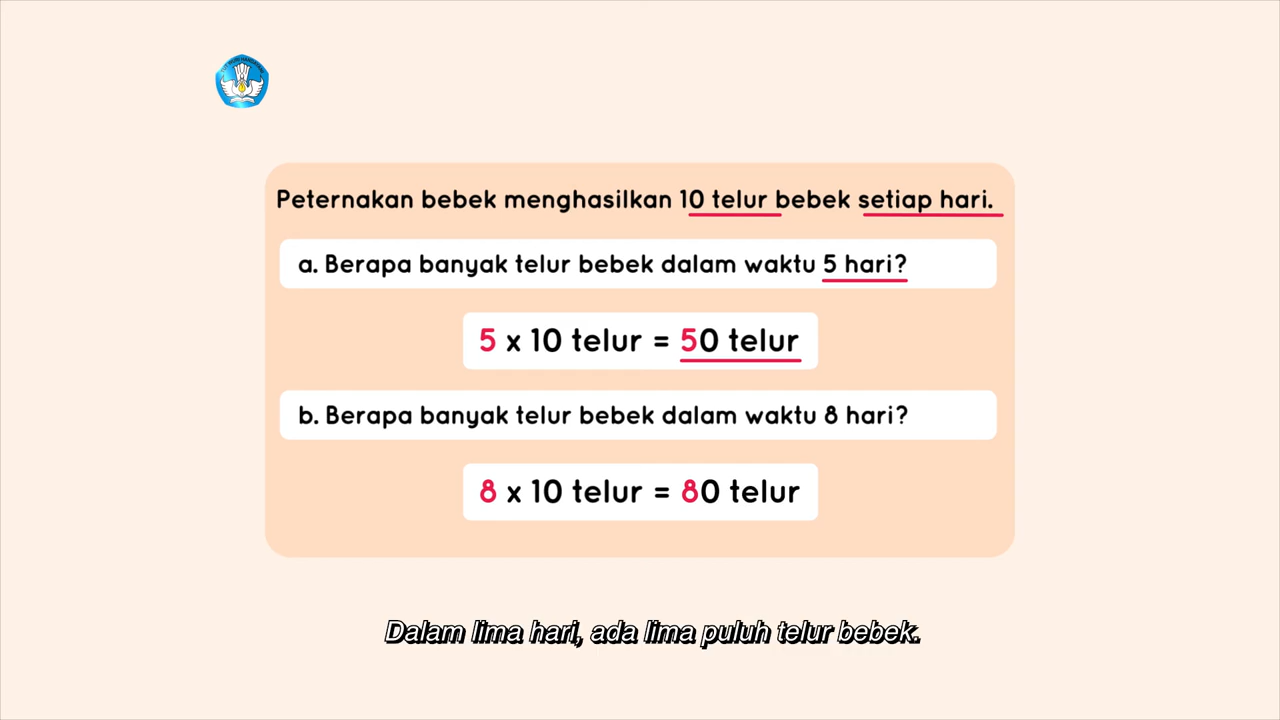 Peternakan bebek menghasilkan 10 telur bebek setiap hari.
a. Berapa banyak telur bebek dalam waktu 5 hari?
5 x 10 telur = 50 telur
b. Berapa banyak telur bebek dalam waktu 8 hari?
8 x 10 telur = 80 telur
Dalam lima hari, ada lima puluh telur bebek.